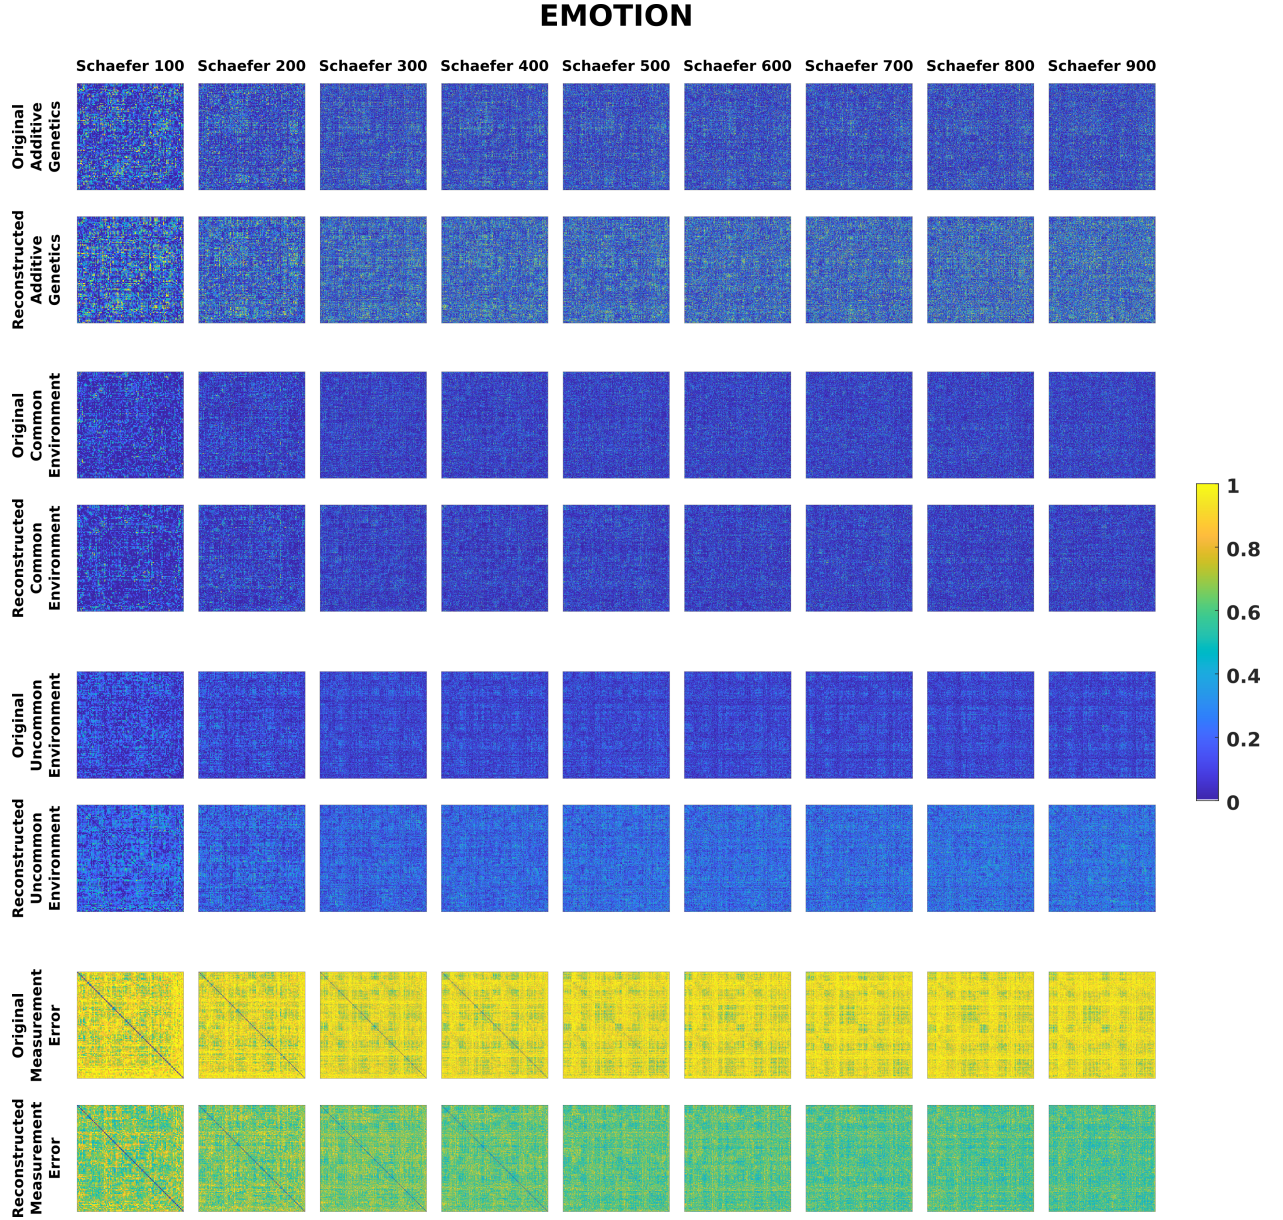 EMOTION
Schaefer 100 Schaefer 200 Schaefer 300 Schaefer 400 Schaefer 500 Schaefer 600 Schaefer 700 Schaefer 800 Schaefer 900
Original
Additive
Genetics
Reconstructed
Additive
Genetics
Original
Common
Environment
Reconstructed
Common
Environment
Original
Uncommon
Environment
Reconstructed
Uncommon
Environment
Original
Measurement
Error
Reconstructed
Measurement
Error
1
0.8
0.6
0.4
0.2
0